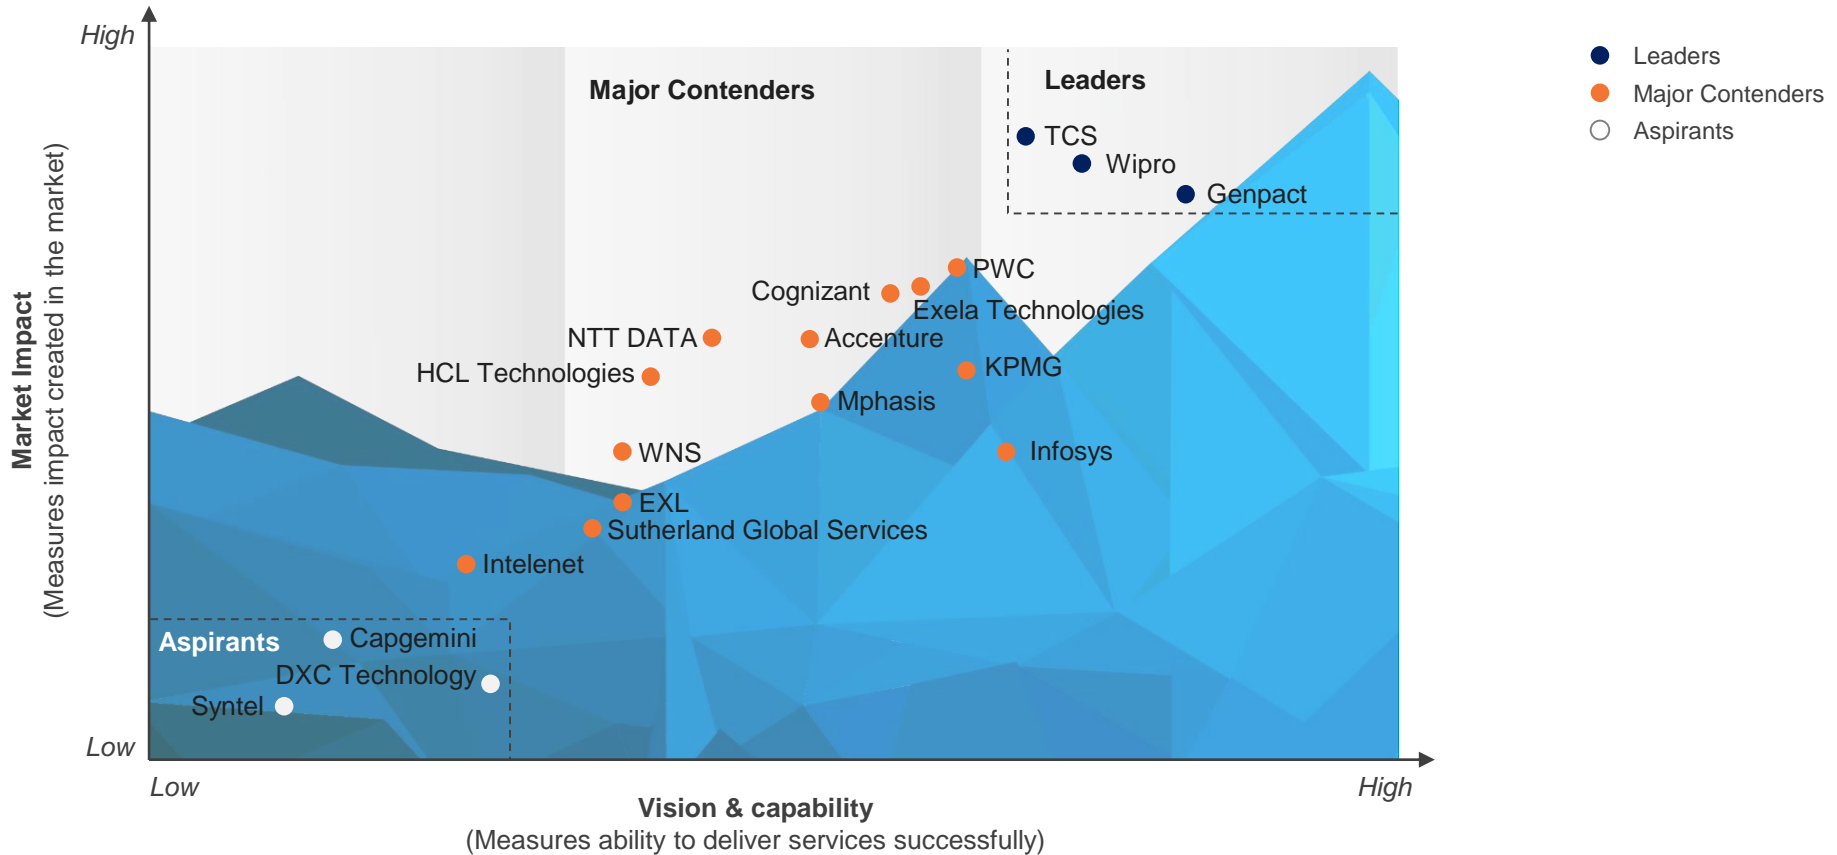 High
Major Contenders
Leaders
Leaders
Major Contenders
Aspirants
TCS
Wipro
Genpact
PWC
Cognizant
Exela Technologies
NTT DATA
Accenture
HCL Technologies
KPMG
Mphasis
WNS
Infosys
EXL
Sutherland Global Services
Intelenet
Market Impact
(Measures impact created in the market)
Aspirants
Capgemini
DXC Technology
Syntel
Low
Low
High
Vision & capability
(Measures ability to deliver services successfully)